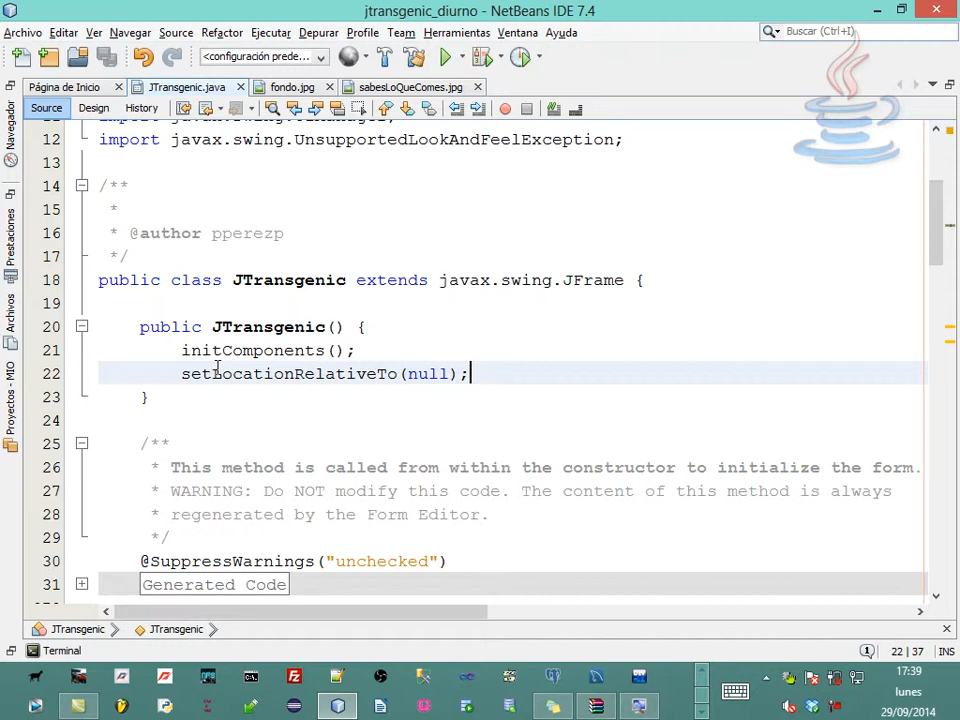 jtransgenic_diurno - NetBeans IDE 7.4
Archivo Editar Ver Navegar Source Refactor Ejecutar Depurar Profile Team Herramientas Ventana Ayuda
Buscar (Ctrl+I)
<configuración prede...
Página de Inicio JTransgenic.java fondo.jpg sabesLoQueComes.jpg
Source Design History
Navegador
Prestaciones
Archivos
Proyectos - MIO
12 import javax.swing.UnsupportedLookAndFeelException;
13
14 /**
15 *
16 * @author pperezp
17 */
18 public class JTransgenic extends javax.swing.JFrame {
19
20 public JTransgenic() {
21 initComponents();
22 setLocationRelativeTo(null);
23 }
24
25 /**
26 * This method is called from within the constructor to initialize the form.
27 * WARNING: Do NOT modify this code. The content of this method is always
28 * regenerated by the Form Editor.
29 */
30 @SuppressWarnings("unchecked")
31 Generated Code
JTransgenic JTransgenic
Terminal
22 | 37 INS
17:39
lunes
29/09/2014